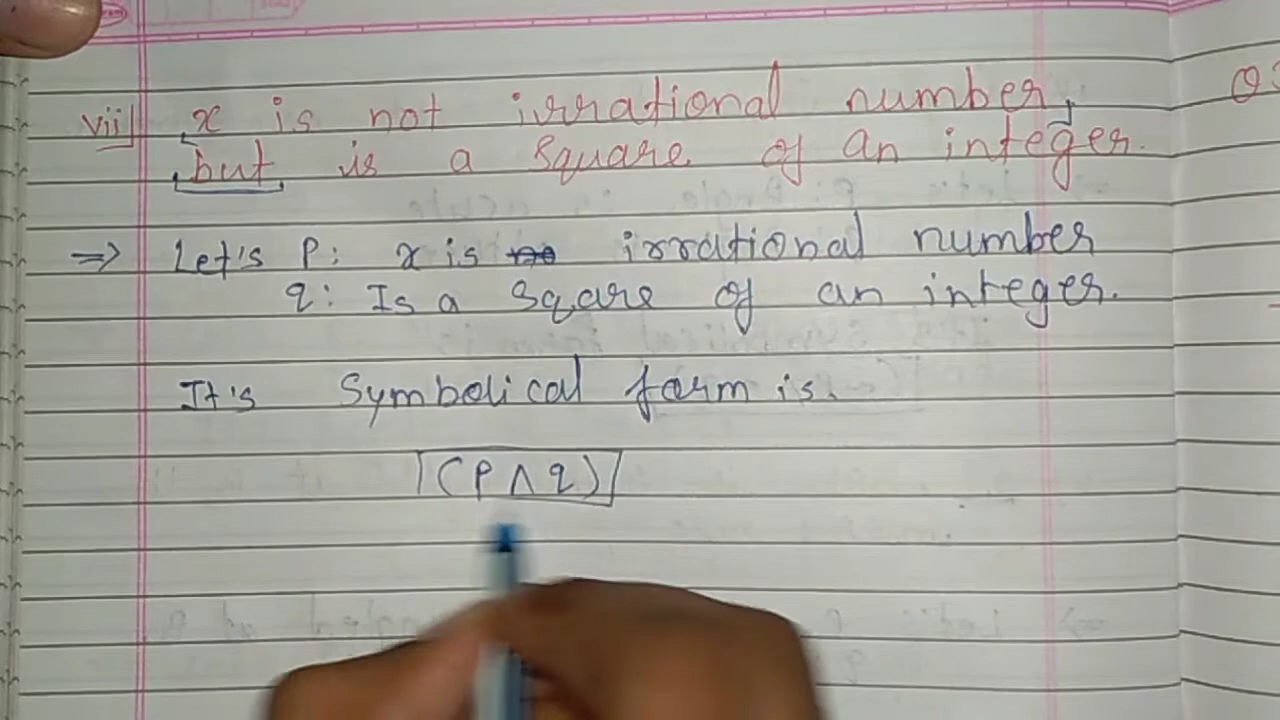 vii] x is not irrational number,
but is a square of an integer.
⇒ Let's P: x is irrational number
q: Is a Sqare of an integer.
It's Symbolical form is.
(P ∧ q)